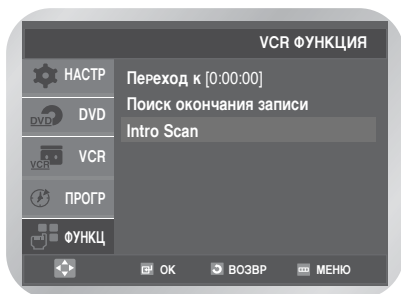 VCR ФУНКЦИЯ
НАСТР
Переход к [0:00:00]
Поиск окончания записи
DVD DVD
Intro Scan
VCR VCR
ПРОГР
ФУНКЦ
ОК ВОЗВР МЕНЮ